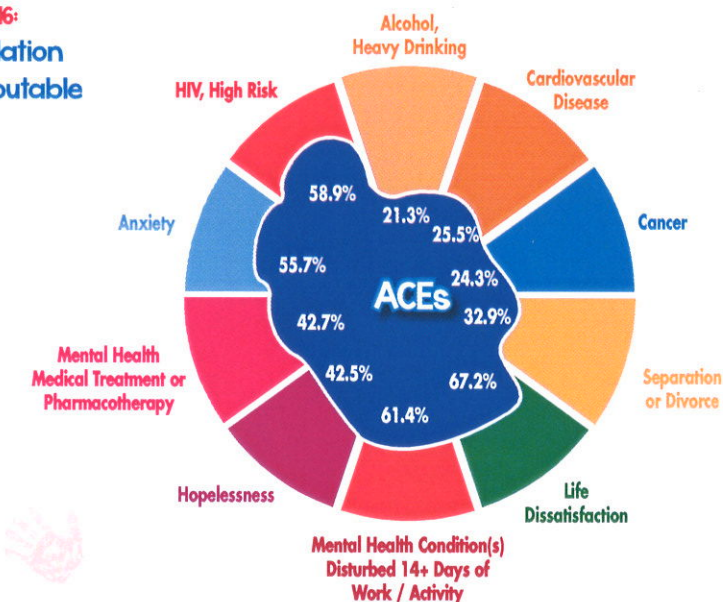 Alcohol,
Heavy Drinking
HIV, High Risk
Cardiovascular
Disease
Anxiety
Cancer
58.9%
21.3%
25.5%
55.7%
24.3%
ACEs
42.7%
32.9%
42.5%
67.2%
61.4%
Mental Health
Medical Treatment or
Pharmacotherapy
Separation
or Divorce
Hopelessness
Life
Dissatisfaction
Mental Health Condition(s)
Disturbed 14+ Days of
Work / Activity